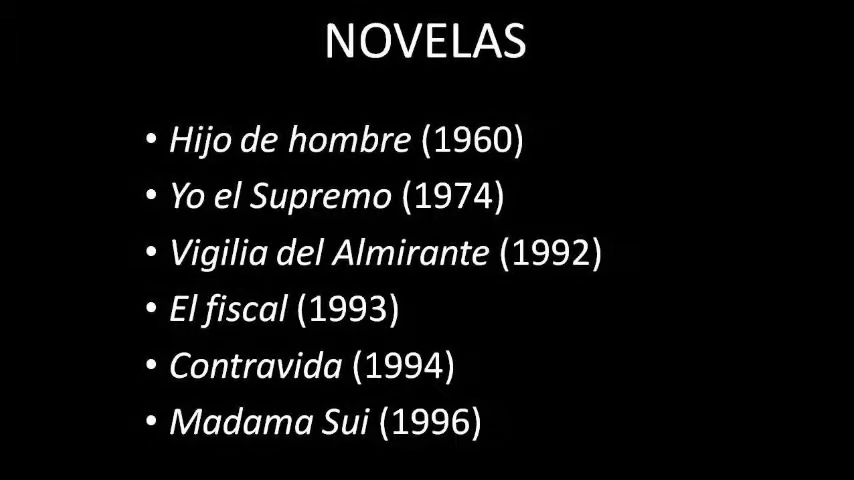 NOVELAS
• Hijo de hombre (1960)
• Yo el Supremo (1974)
• Vigilia del Almirante (1992)
• El fiscal (1993)
• Contravida (1994)
• Madama Sui (1996)